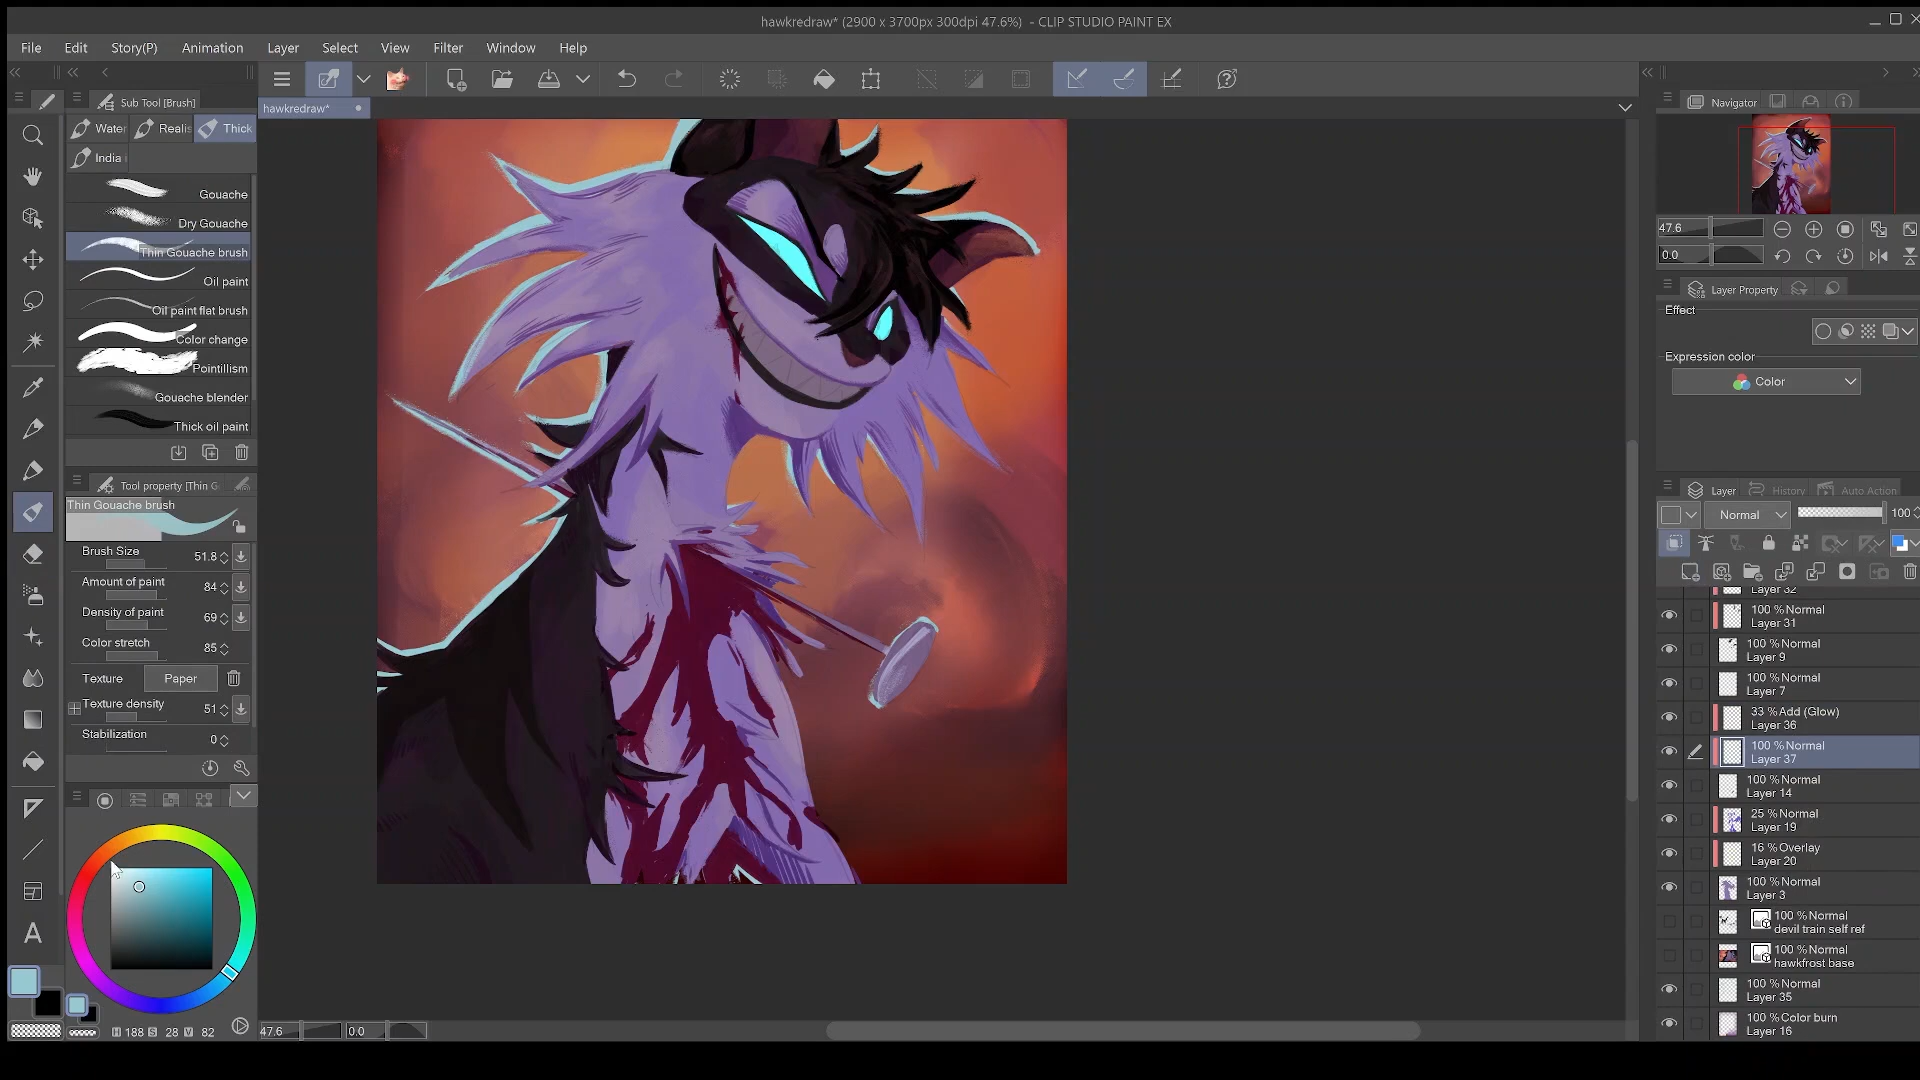 hawkredraw* (2900 x 3700px 300dpi 47.6%) - CLIP STUDIO PAINT EX
File Edit Story(P) Animation Layer Select View Filter Window Help
Sub Tool [Brush]
hawkredraw*
Water Realis Thick
India
Gouache
Dry Gouache
Thin Gouache brush
Oil paint
Oil paint flat brush
Color change
Pointillism
Gouache blender
Thick oil paint
Tool property [Thin G
Thin Gouache brush
Brush Size 51.8
Amount of paint 84
Density of paint 69
Color stretch 85
Texture Paper
Texture density 51
Stabilization 0
H 188 S 28 V 82
47.6 0.0
Navigator
47.6
0.0
Layer Property
Effect
Expression color
Color
Layer History Auto Action
Normal 100
Layer 32
100 %Normal
Layer 31
100 %Normal
Layer 9
100 %Normal
Layer 7
33 %Add (Glow)
Layer 36
100 %Normal
Layer 37
100 %Normal
Layer 14
25 %Normal
Layer 19
16 %Overlay
Layer 20
100 %Normal
Layer 3
100 %Normal
devil train self ref
100 %Normal
hawkfrost base
100 %Normal
Layer 35
100 %Color burn
Layer 16